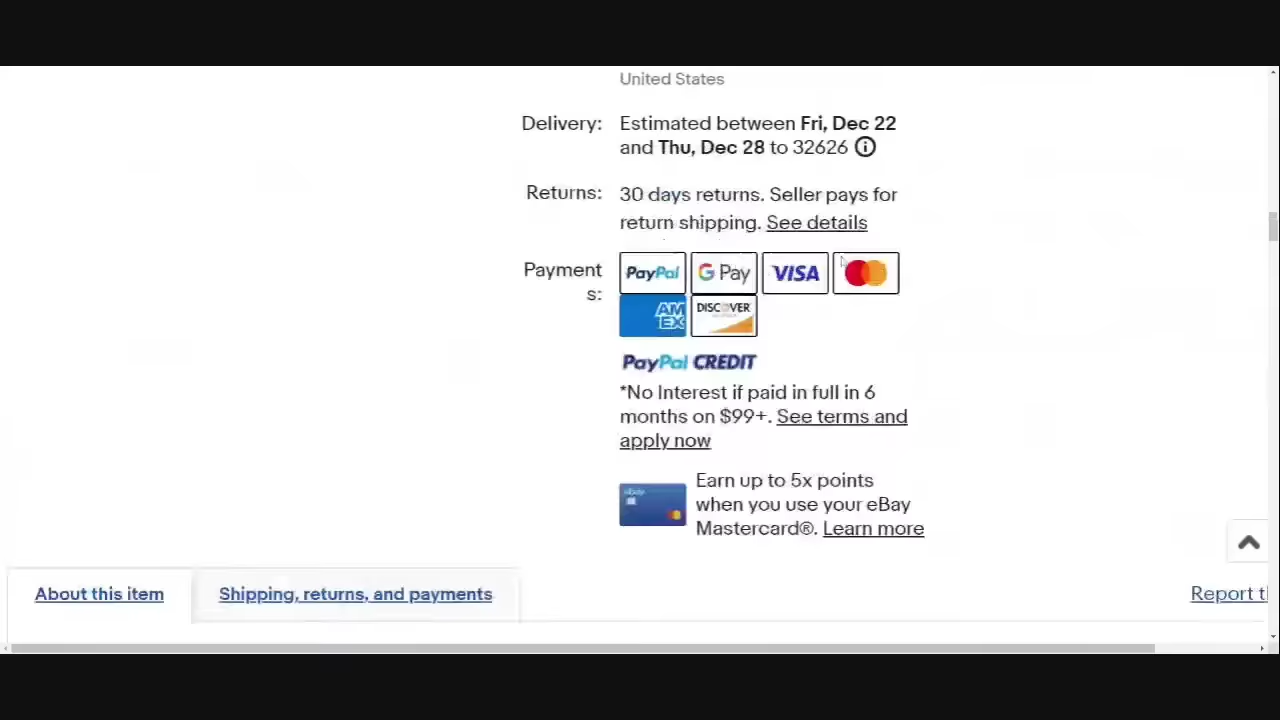 United States
Delivery: Estimated between Fri, Dec 22
and Thu, Dec 28 to 32626
Returns: 30 days returns. Seller pays for
return shipping. See details
Payment
s:
PayPal G Pay VISA
AM
EX DISCOVER
PayPal CREDIT
*No Interest if paid in full in 6
months on $99+. See terms and
apply now
ebay
Earn up to 5x points
when you use your eBay
Mastercard®. Learn more
About this item Shipping, returns, and payments Report t